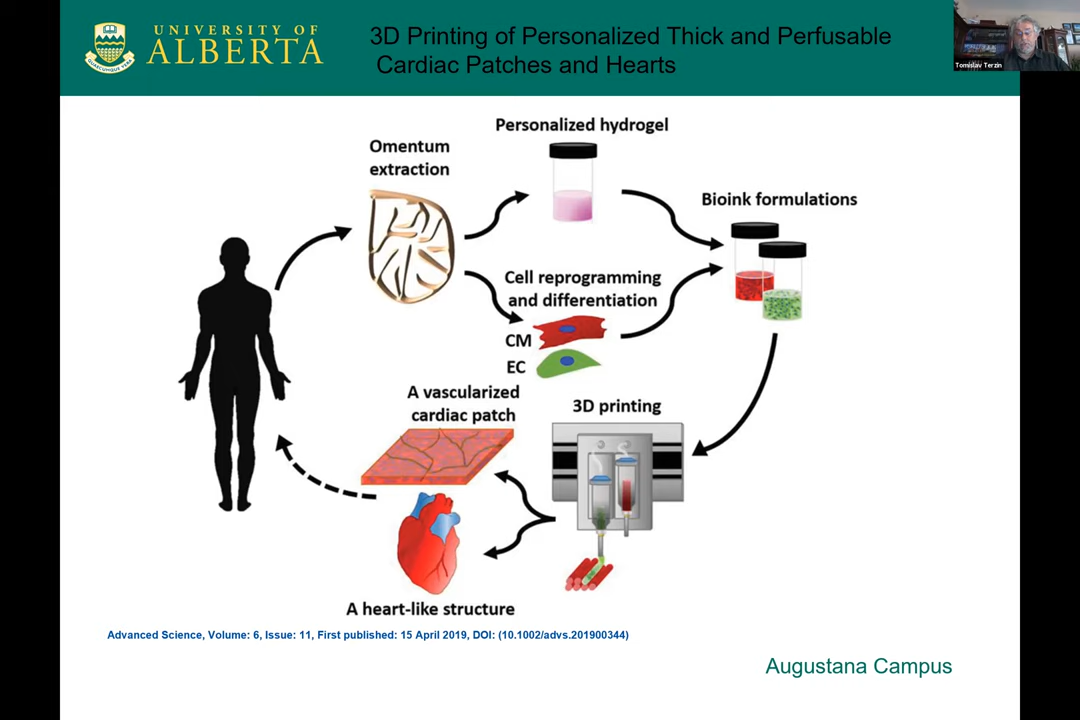 UNIVERSITY OF
ALBERTA
3D Printing of Personalized Thick and Perfusable
Cardiac Patches and Hearts
Tomislav Terzin
Personalized hydrogel
Omentum
extraction
Bioink formulations
Cell reprogramming
and differentiation
CM
EC
A vascularized
cardiac patch
3D printing
A heart-like structure
Advanced Science, Volume: 6, Issue: 11, First published: 15 April 2019, DOI: (10.1002/advs.201900344)
Augustana Campus